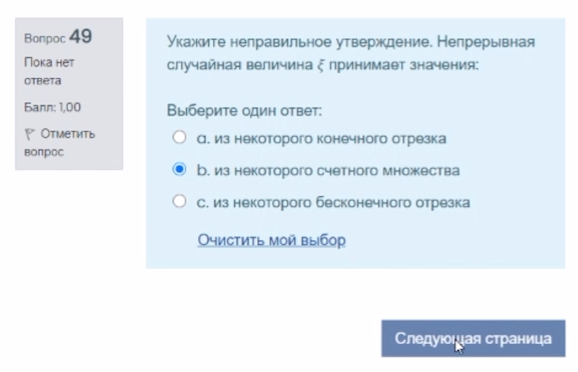 Вопрос 49
Пока нет
ответа
Балл: 1,00
Отметить
вопрос
Укажите неправильное утверждение. Непрерывная
случайная величина ξ принимает значения:
Выберите один ответ:
a. из некоторого конечного отрезка
b. из некоторого счетного множества
c. из некоторого бесконечного отрезка
Очистить мой выбор
Следующая страница